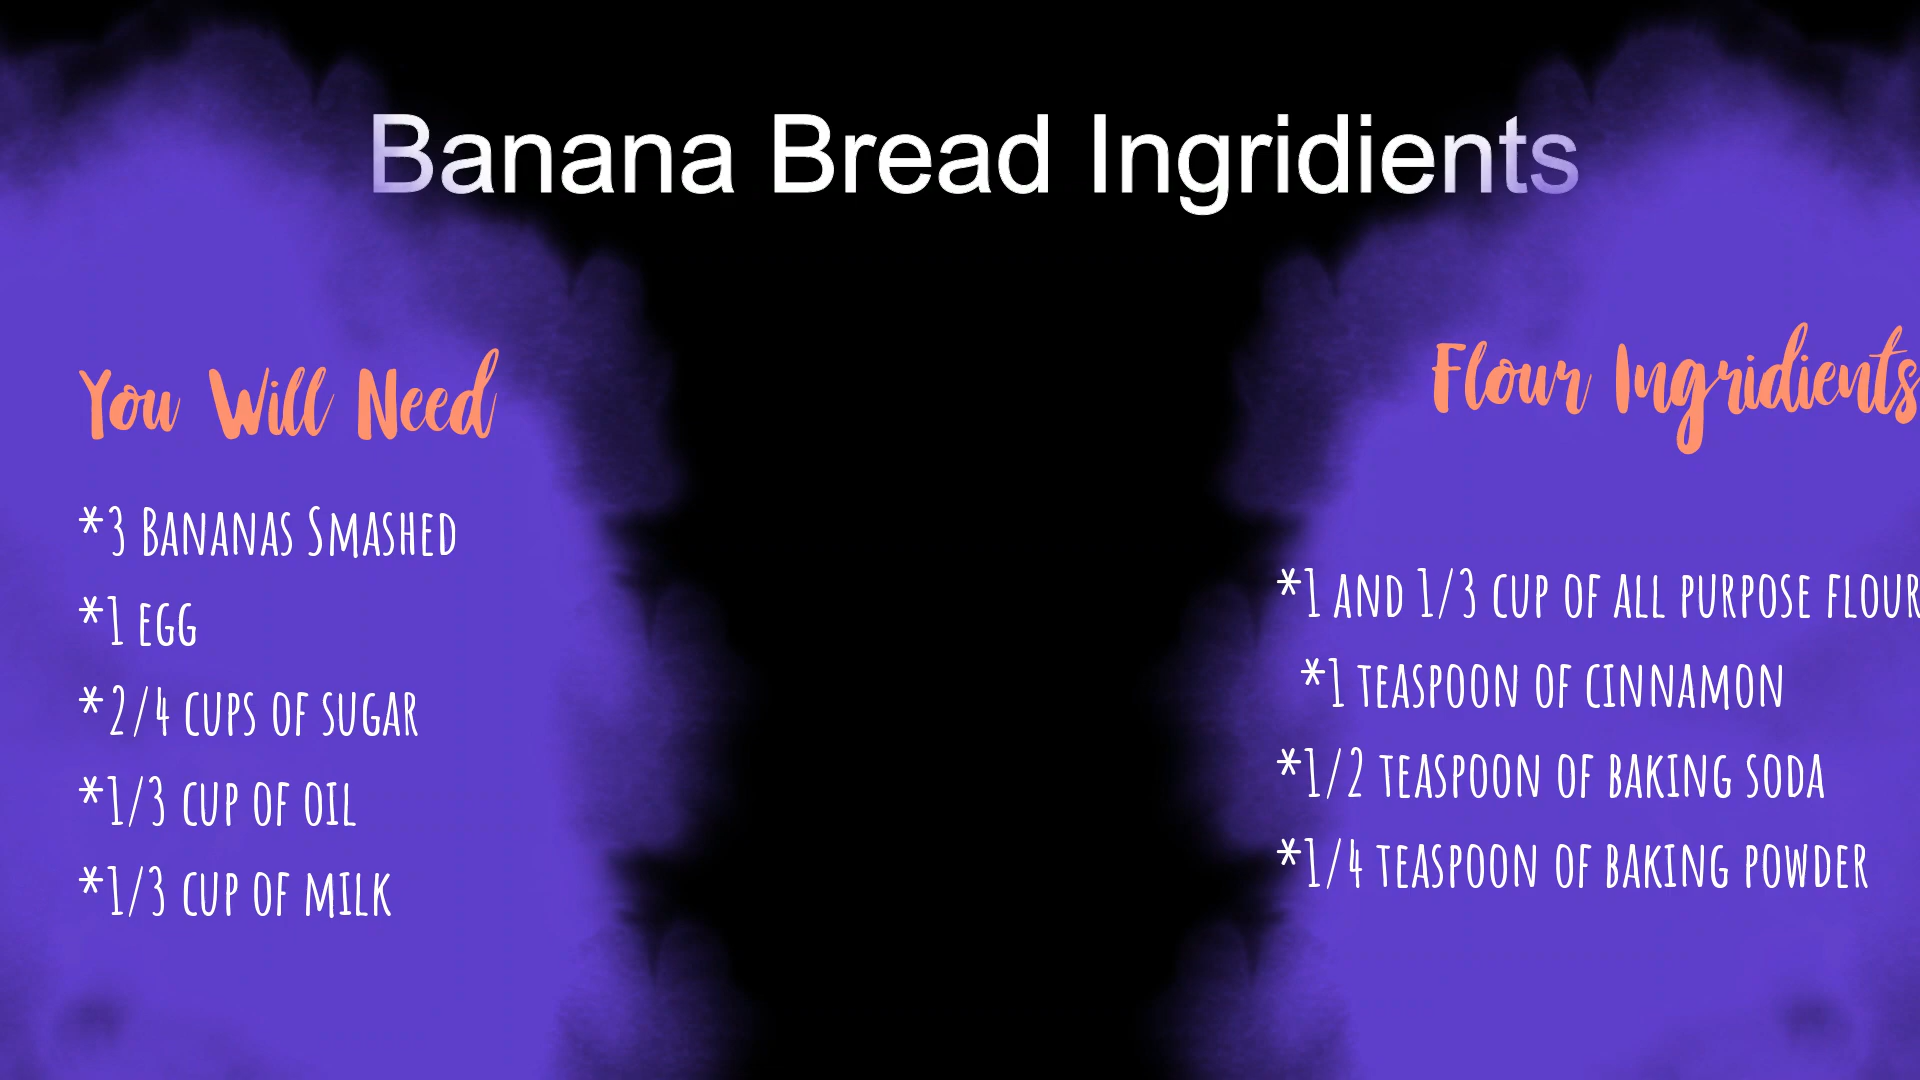 Banana Bread Ingridients
You Will Need
*3 Bananas Smashed
*1 egg
*2/4 cups of sugar
*1/3 cup of oil
*1/3 cup of milk
Flour Ingridients
*1 and 1/3 cup of all purpose flour
*1 teaspoon of cinnamon
*1/2 teaspoon of baking soda
*1/4 teaspoon of baking powder